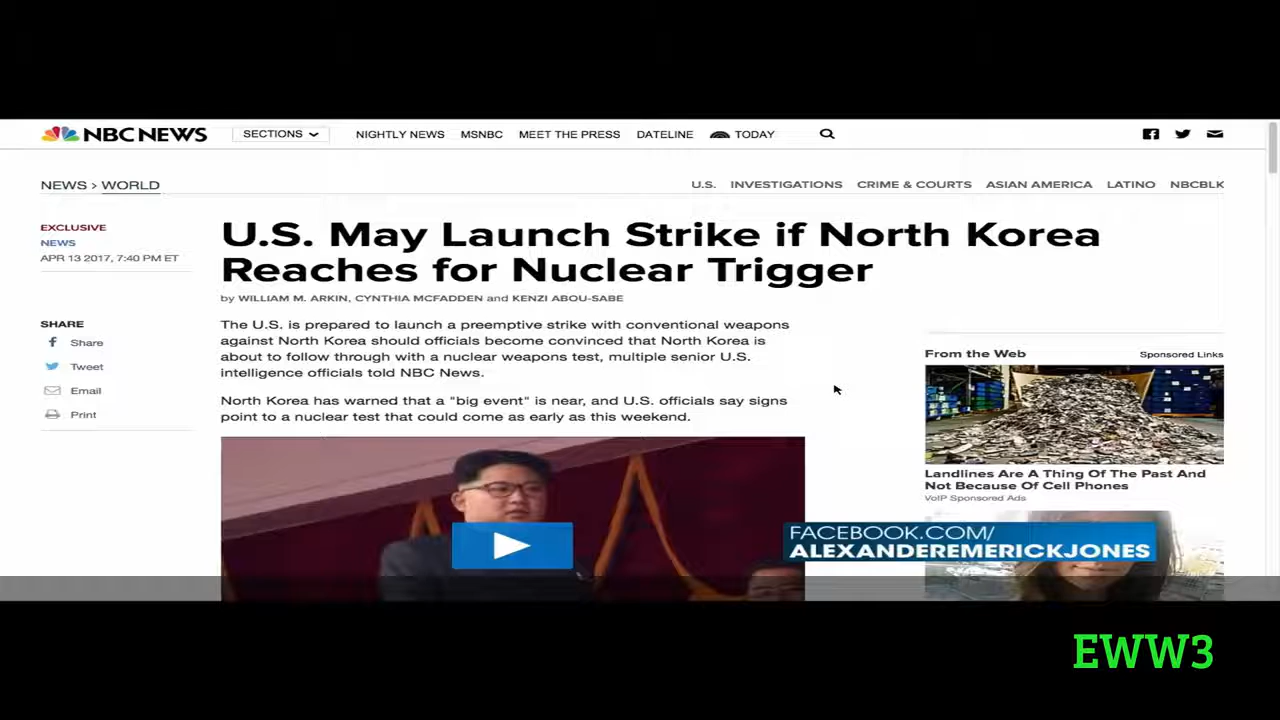 NBC NEWS
SECTIONS
NIGHTLY NEWS MSNBC MEET THE PRESS DATELINE TODAY
NEWS > WORLD
U.S. INVESTIGATIONS CRIME & COURTS ASIAN AMERICA LATINO NBCBLK
EXCLUSIVE
NEWS
APR 13 2017, 7:40 PM ET
U.S. May Launch Strike if North Korea
Reaches for Nuclear Trigger
by WILLIAM M. ARKIN, CYNTHIA MCFADDEN and KENZI ABOU-SABE
SHARE
Share
Tweet
Email
Print
The U.S. is prepared to launch a preemptive strike with conventional weapons
against North Korea should officials become convinced that North Korea is
about to follow through with a nuclear weapons test, multiple senior U.S.
intelligence officials told NBC News.
North Korea has warned that a "big event" is near, and U.S. officials say signs
point to a nuclear test that could come as early as this weekend.
From the Web
Sponsored Links
Landlines Are A Thing Of The Past And
Not Because Of Cell Phones
VoIP Sponsored Ads
FACEBOOK.COM/
ALEXANDEREMERICKJONES
EWW3